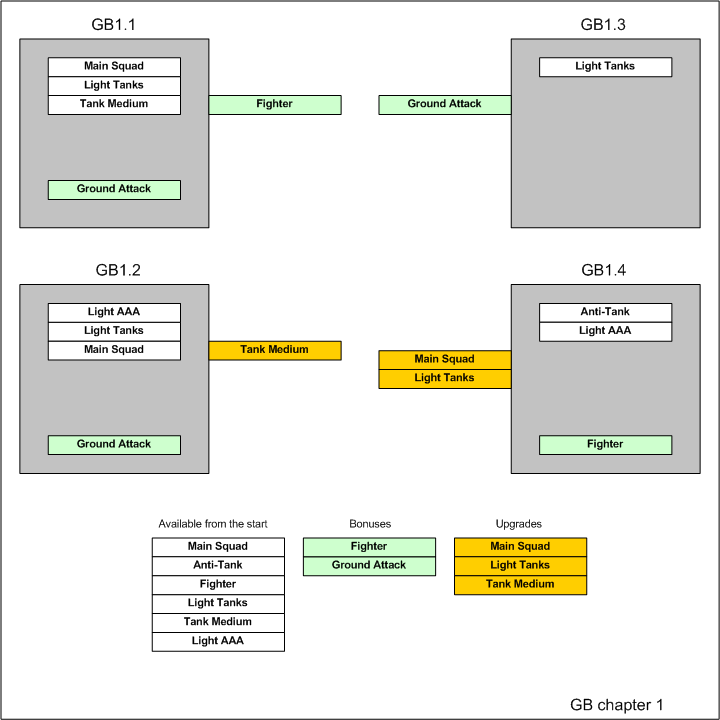 GB1.1
Main Squad
Light Tanks
Tank Medium
Fighter
Ground Attack
GB1.3
Light Tanks
Ground Attack
GB1.2
Light AAA
Light Tanks
Main Squad
Tank Medium
Ground Attack
GB1.4
Anti-Tank
Light AAA
Main Squad
Light Tanks
Fighter
Available from the start
Main Squad
Anti-Tank
Fighter
Light Tanks
Tank Medium
Light AAA
Bonuses
Fighter
Ground Attack
Upgrades
Main Squad
Light Tanks
Tank Medium
GB chapter 1